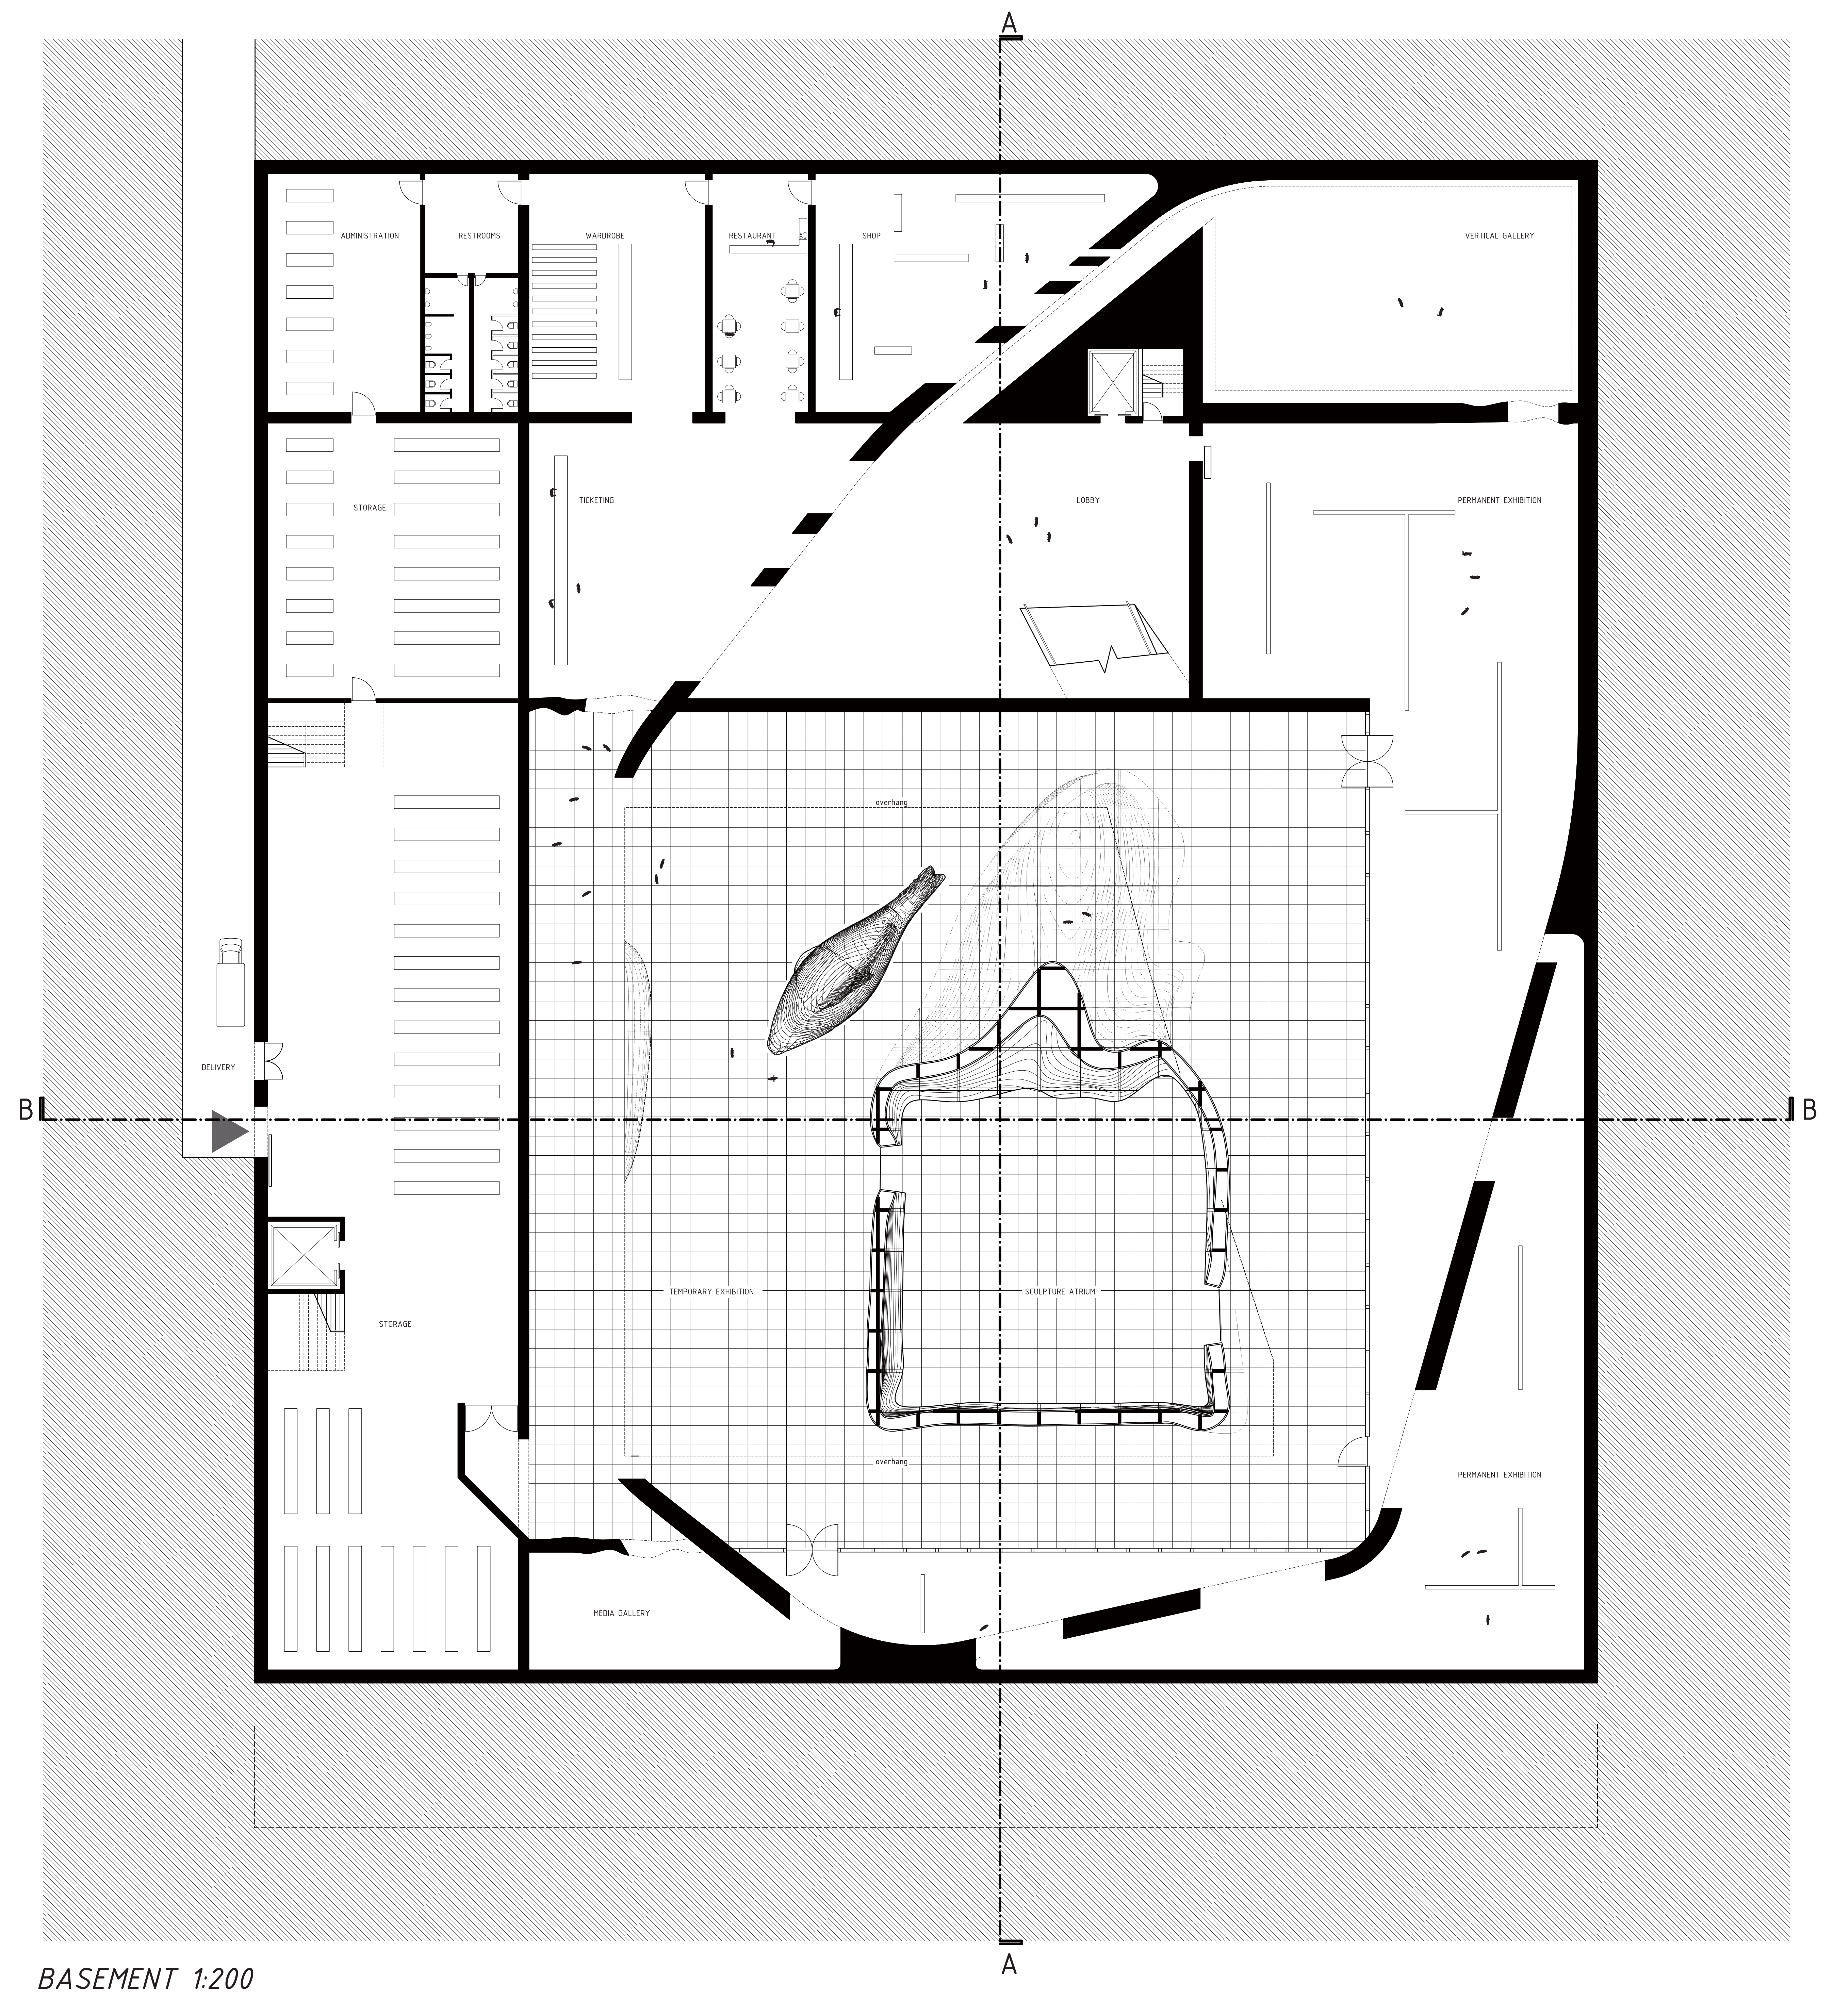 A
ADMINISTRATION
RESTROOMS
WARDROBE
RESTAURANT
SHOP
VERTICAL GALLERY
STORAGE
TICKETING
LOBBY
PERMANENT EXHIBITION
overhang
DELIVERY
B
B
TEMPORARY EXHIBITION
SCULPTURE ATRIUM
STORAGE
overhang
PERMANENT EXHIBITION
MEDIA GALLERY
A
BASEMENT 1:200